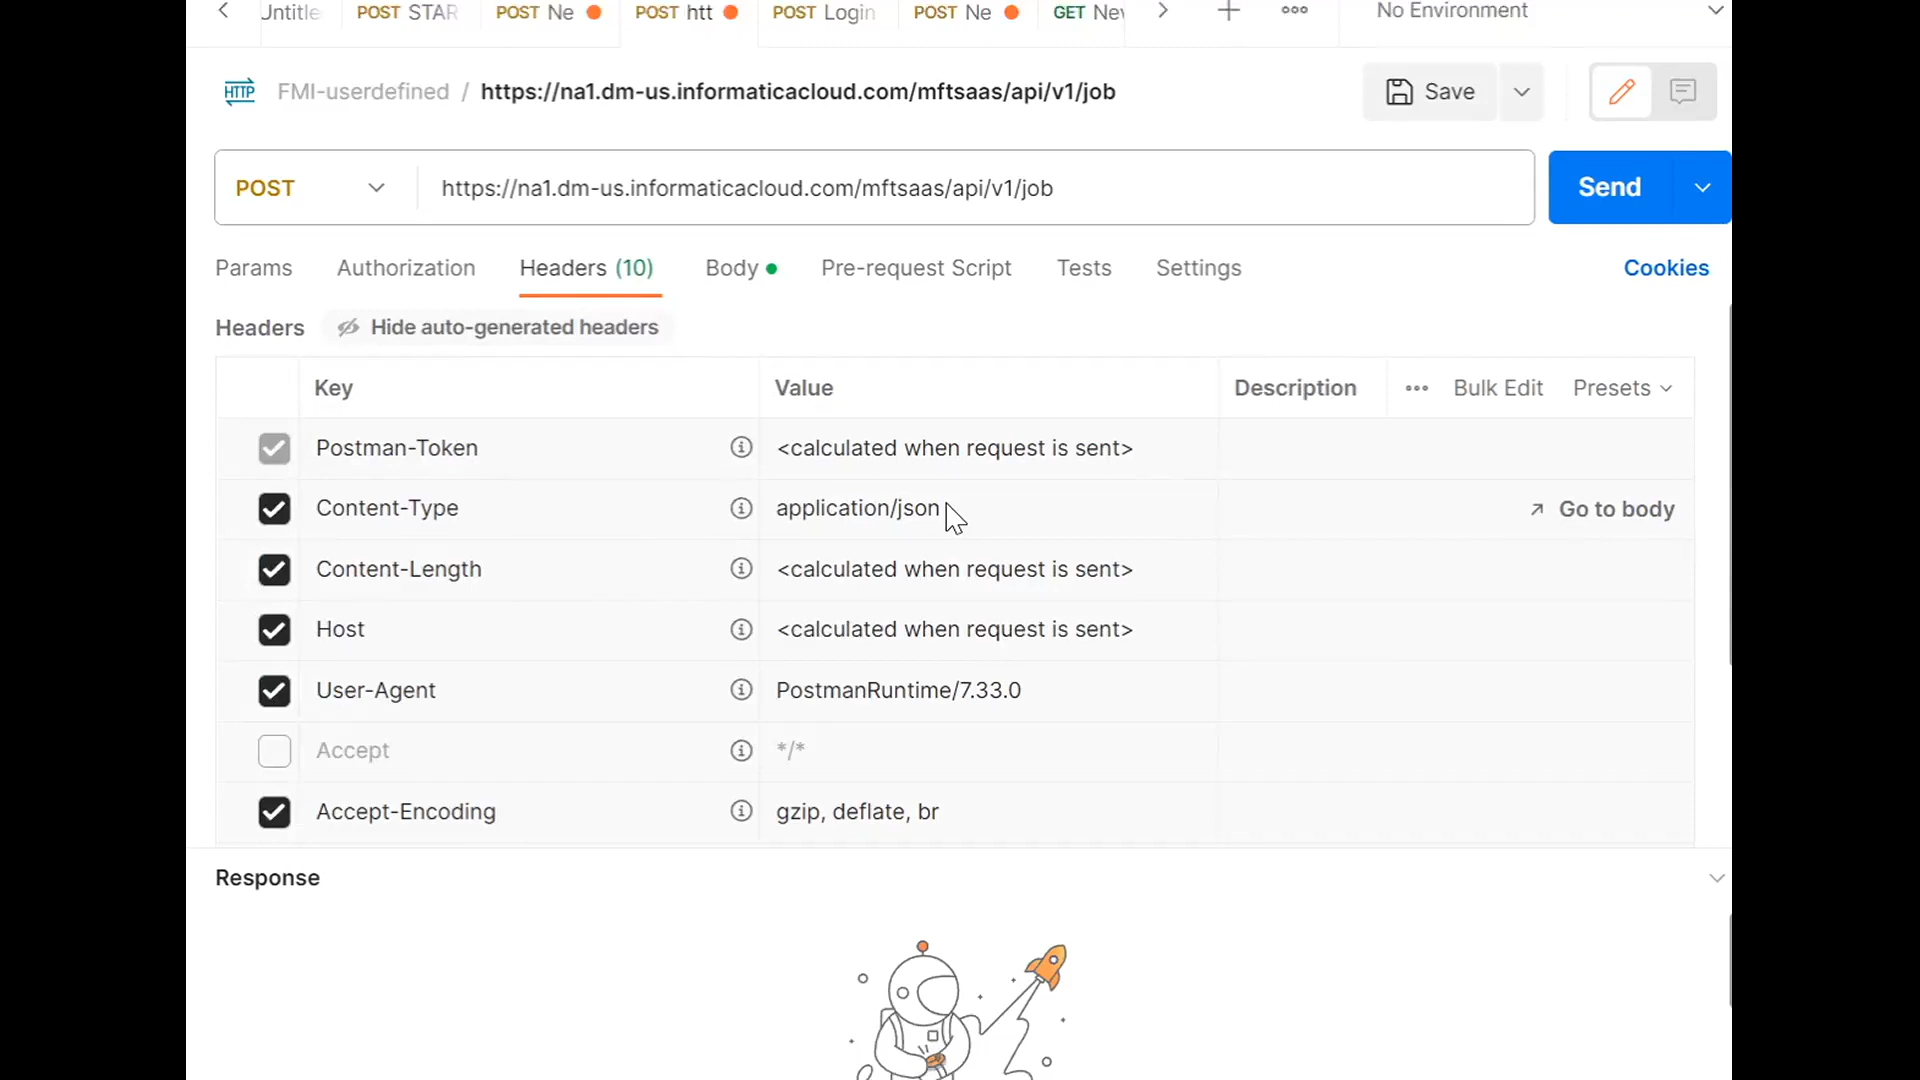 POST STAR POST Ne POST htt POST Login POST Ne GET Nev No Environment
HTTP FMI-userdefined / https://na1.dm-us.informaticacloud.com/mftsaas/api/v1/job Save
POST https://na1.dm-us.informaticacloud.com/mftsaas/api/v1/job Send
Params Authorization Headers (10) Body Pre-request Script Tests Settings Cookies
Headers Hide auto-generated headers
Key Value Description Bulk Edit Presets
Postman-Token <calculated when request is sent>
Content-Type application/json Go to body
Content-Length <calculated when request is sent>
Host <calculated when request is sent>
User-Agent PostmanRuntime/7.33.0
Accept */*
Accept-Encoding gzip, deflate, br
Response